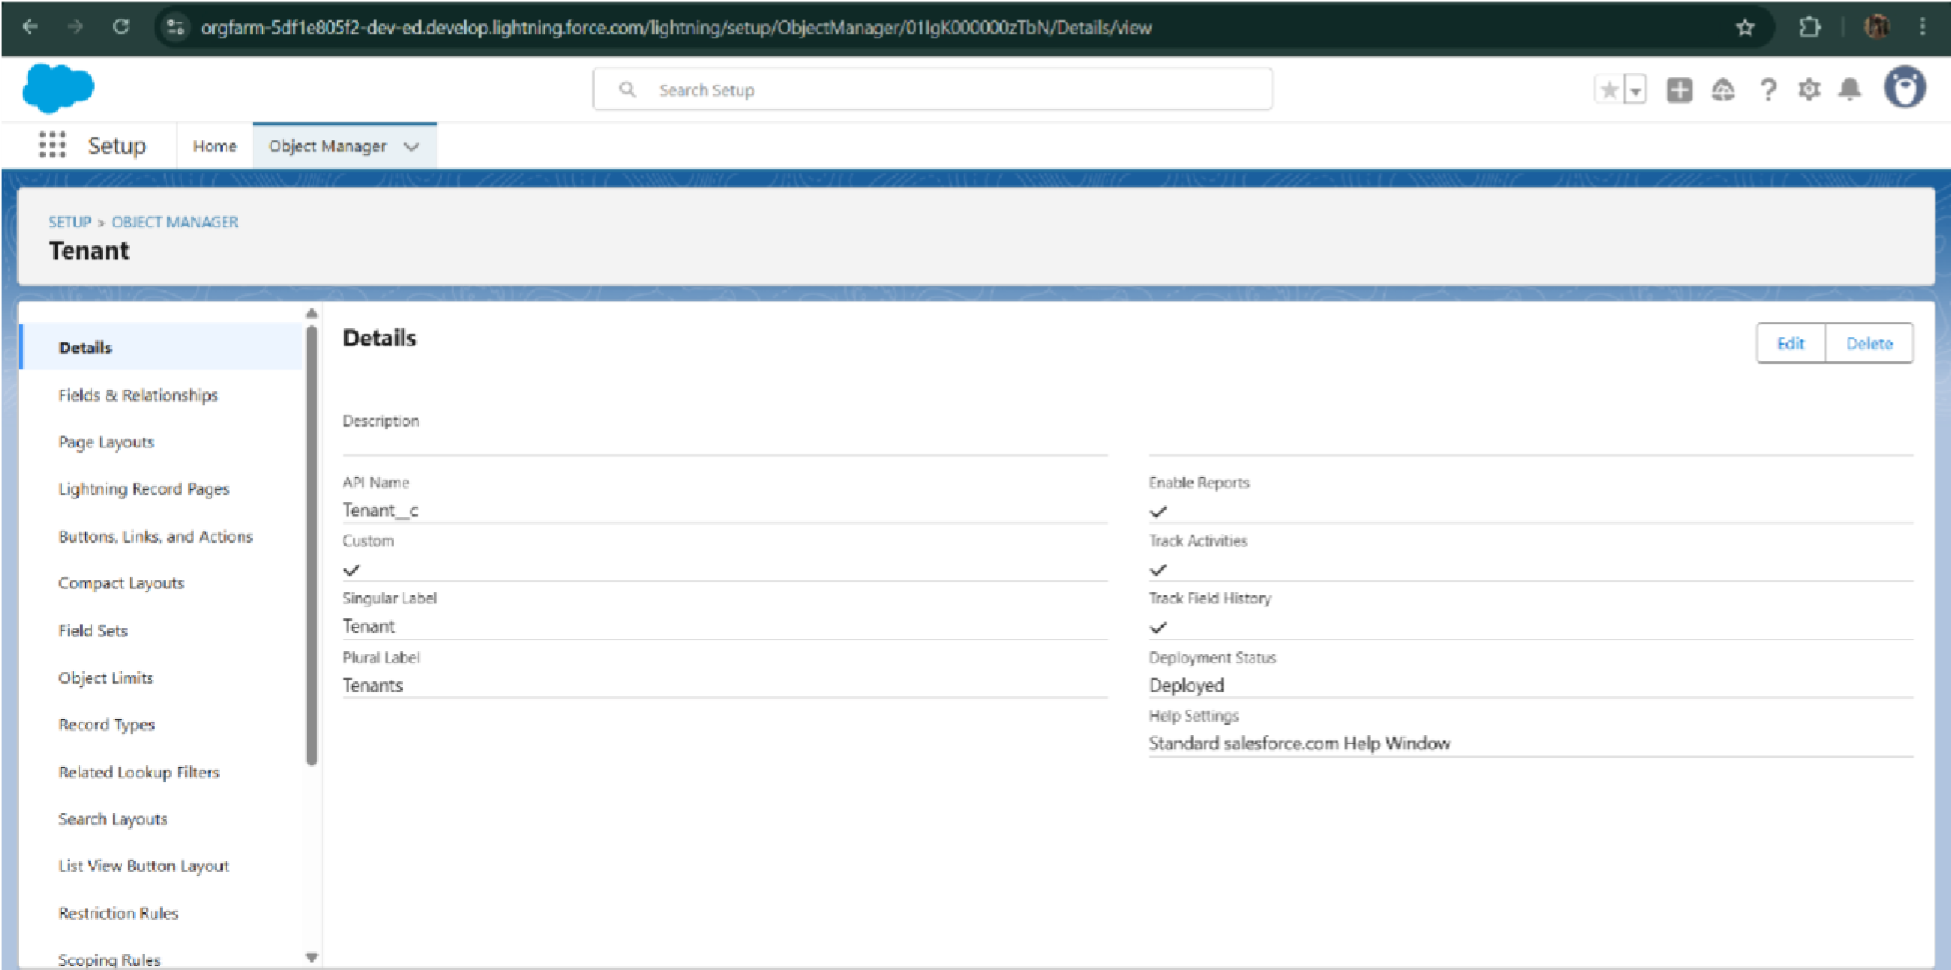 orgfarm-5df1e805f2-dev-ed.develop.lightning.force.com/lightning/setup/ObjectManager/01IgK000000zTbN/Details/view
Search Setup
Setup
Home
Object Manager
SETUP > OBJECT MANAGER
Tenant
Details
Fields & Relationships
Page Layouts
Lightning Record Pages
Buttons, Links, and Actions
Compact Layouts
Field Sets
Object Limits
Record Types
Related Lookup Filters
Search Layouts
List View Button Layout
Restriction Rules
Scoping Rules
Details
Edit
Delete
Description
API Name
Tenant__c
Custom
Singular Label
Tenant
Plural Label
Tenants
Enable Reports
Track Activities
Track Field History
Deployment Status
Deployed
Help Settings
Standard salesforce.com Help Window